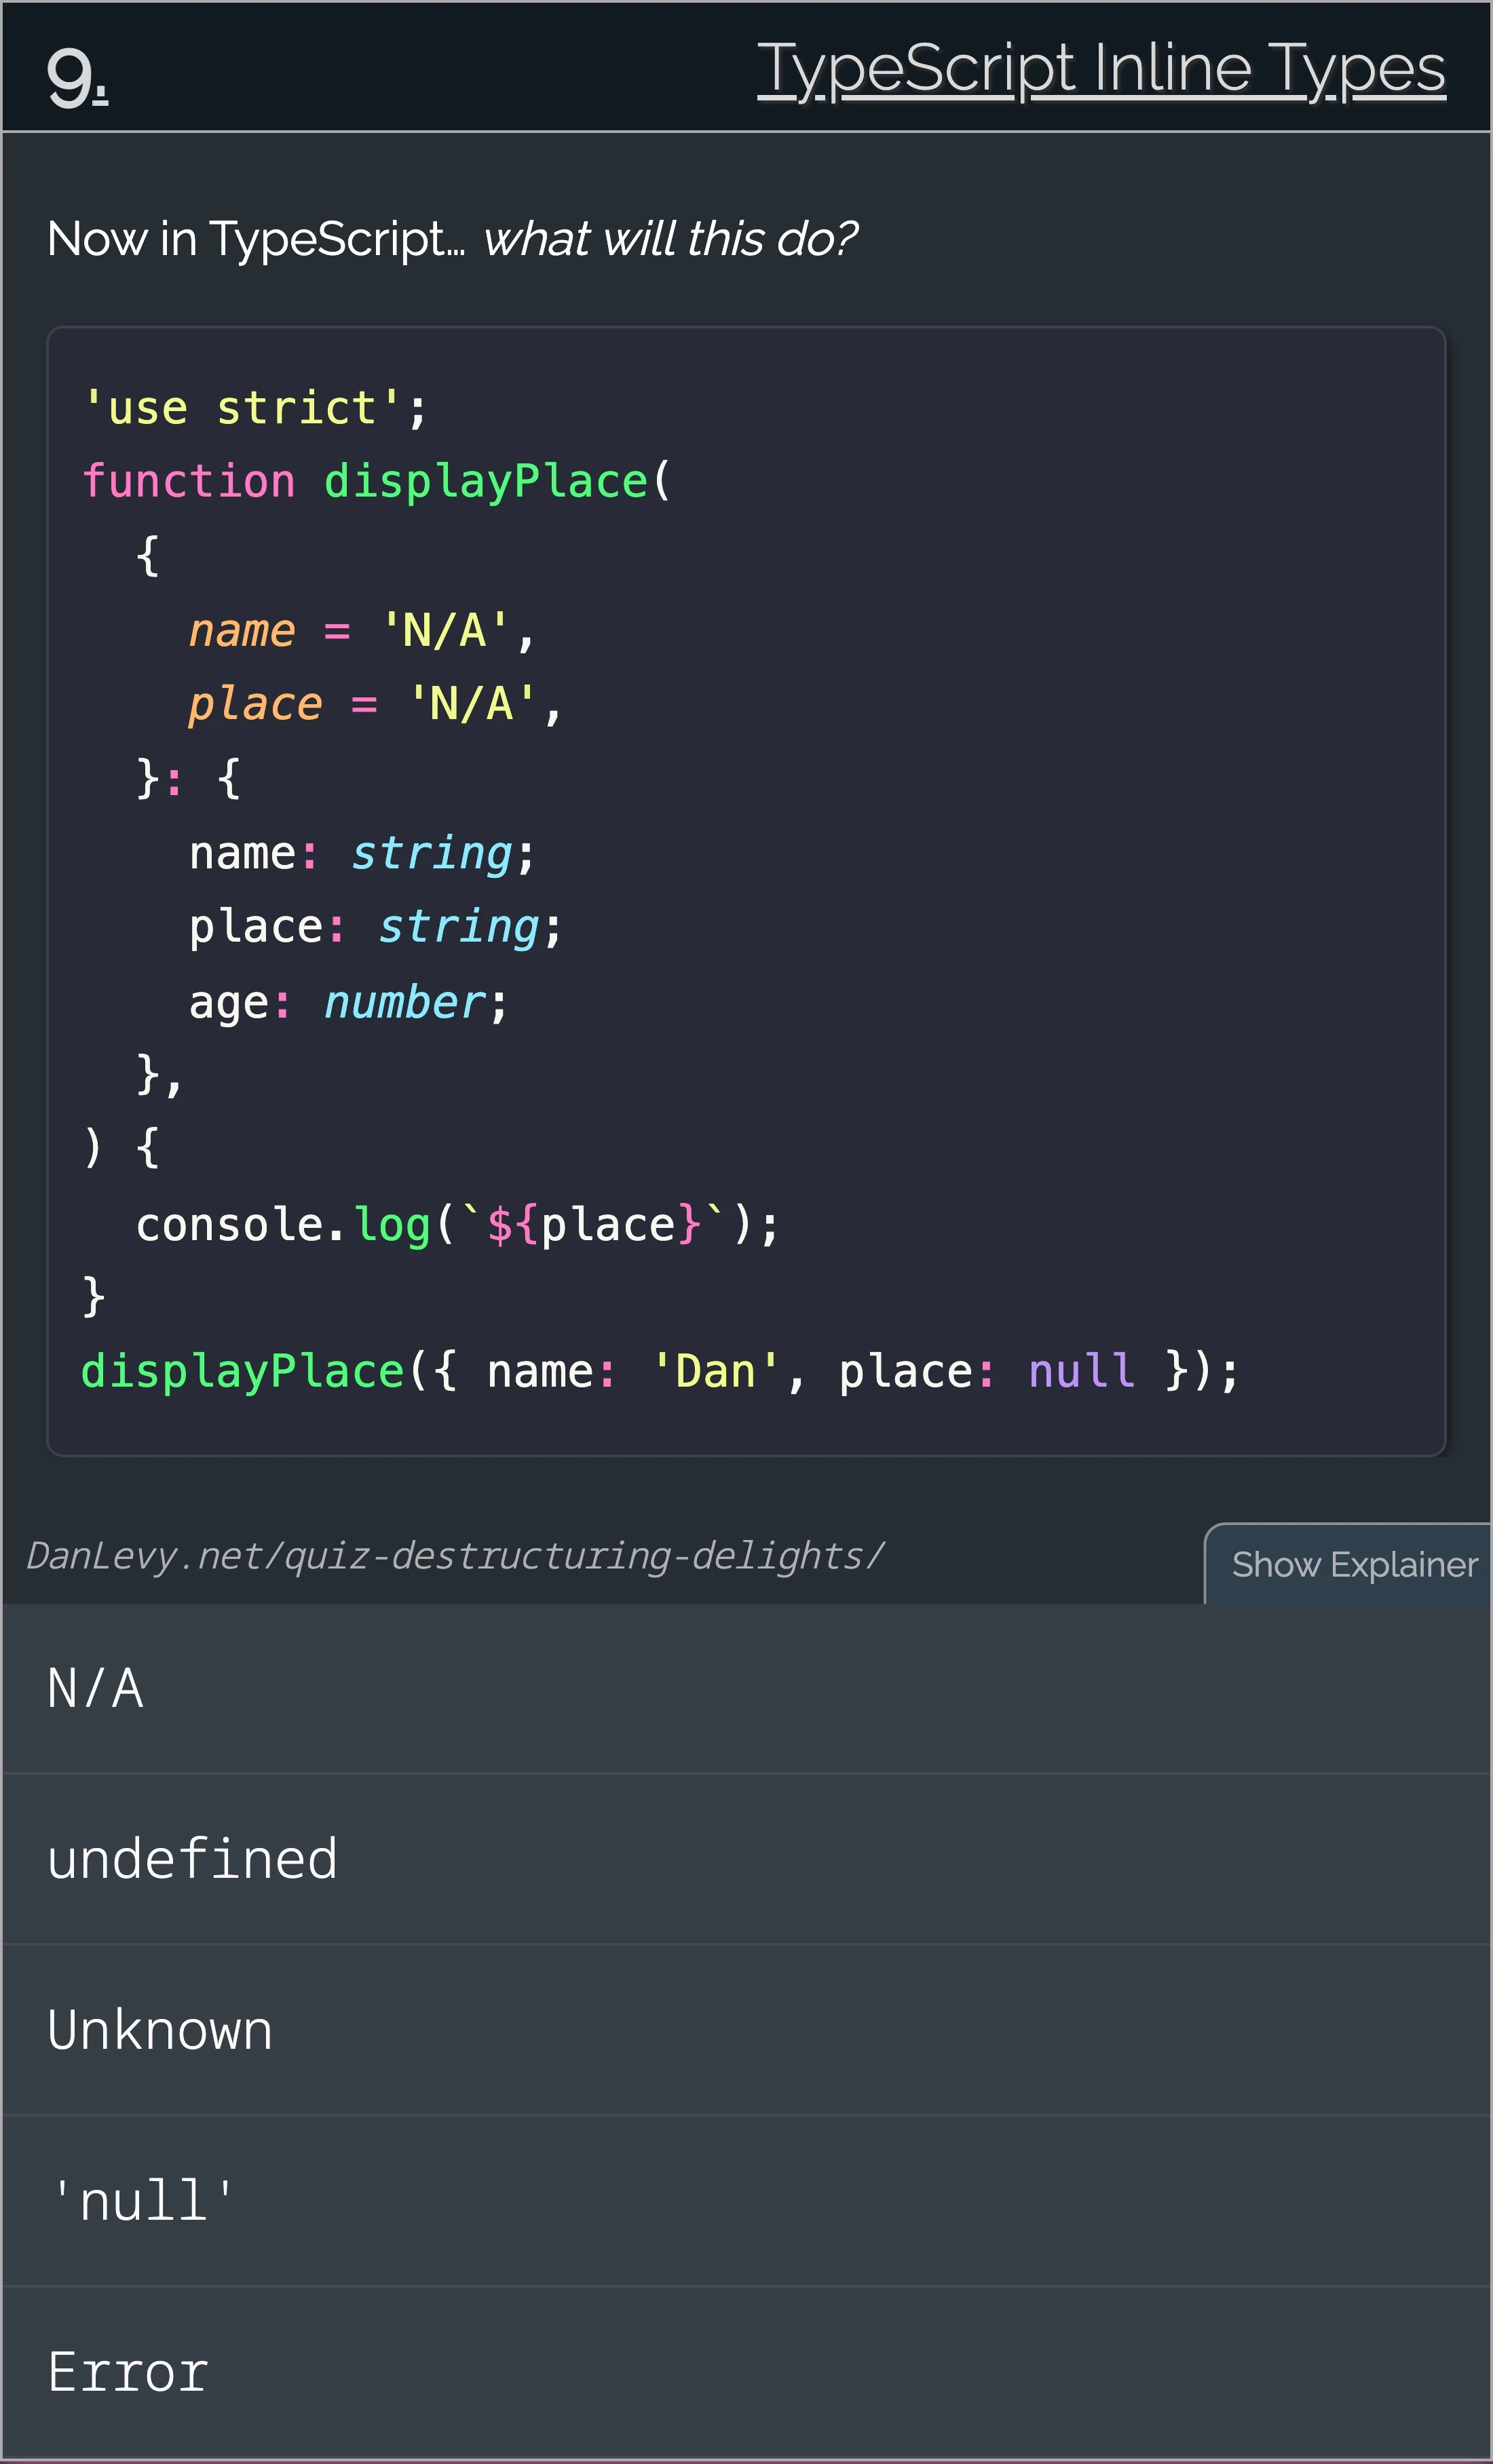 9.
TypeScript Inline Types
Now in TypeScript... what will this do?
'use strict';
function displayPlace(
  {
    name = 'N/A',
    place = 'N/A',
  }: {
    name: string;
    place: string;
    age: number;
  },
) {
  console.log(`${place}`);
}
displayPlace({ name: 'Dan', place: null });
DanLevy.net/quiz-destructuring-delights/
Show Explainer
N/A
undefined
Unknown
'null'
Error